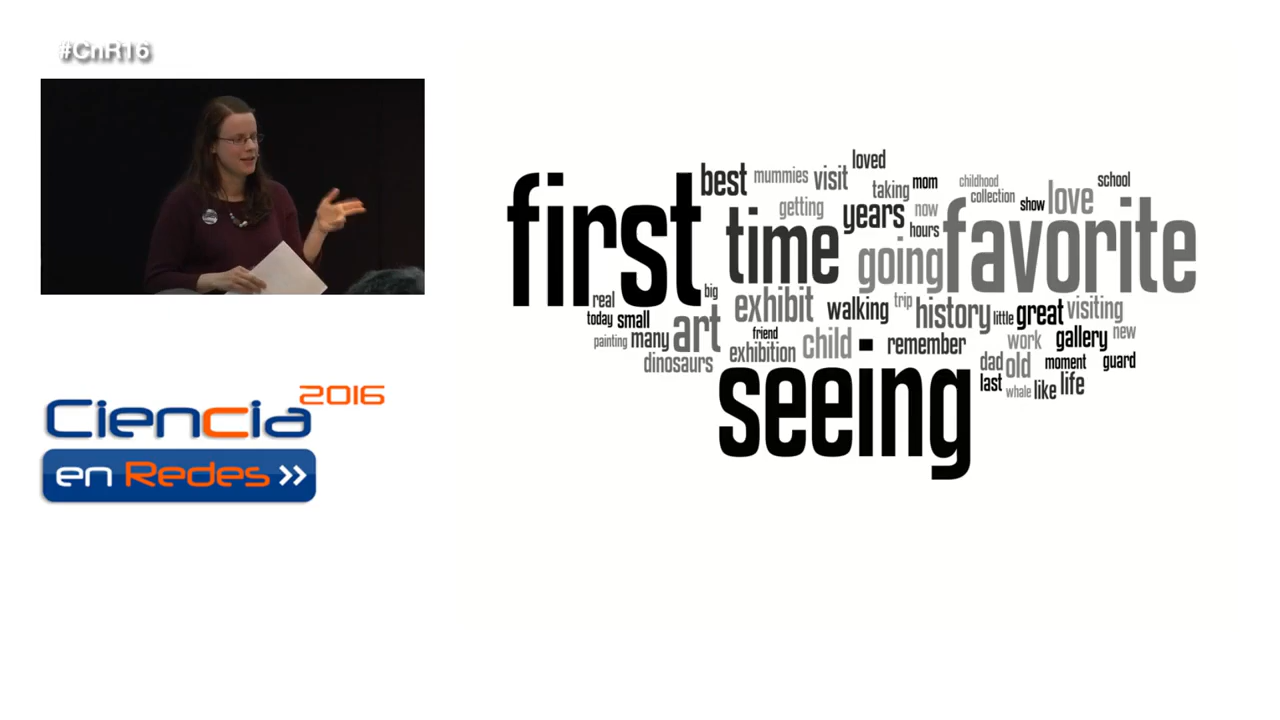 #CnR16
2016
Ciencia
en Redes »
loved
best mummies visit
taking mom childhood school
collection
getting years now show love
first time hours favorite
going
real big exhibit walking trip history little great visiting
today small art
painting many friend child remember work gallery new
dinosaurs exhibition dad old moment guard
last whale like life
seeing